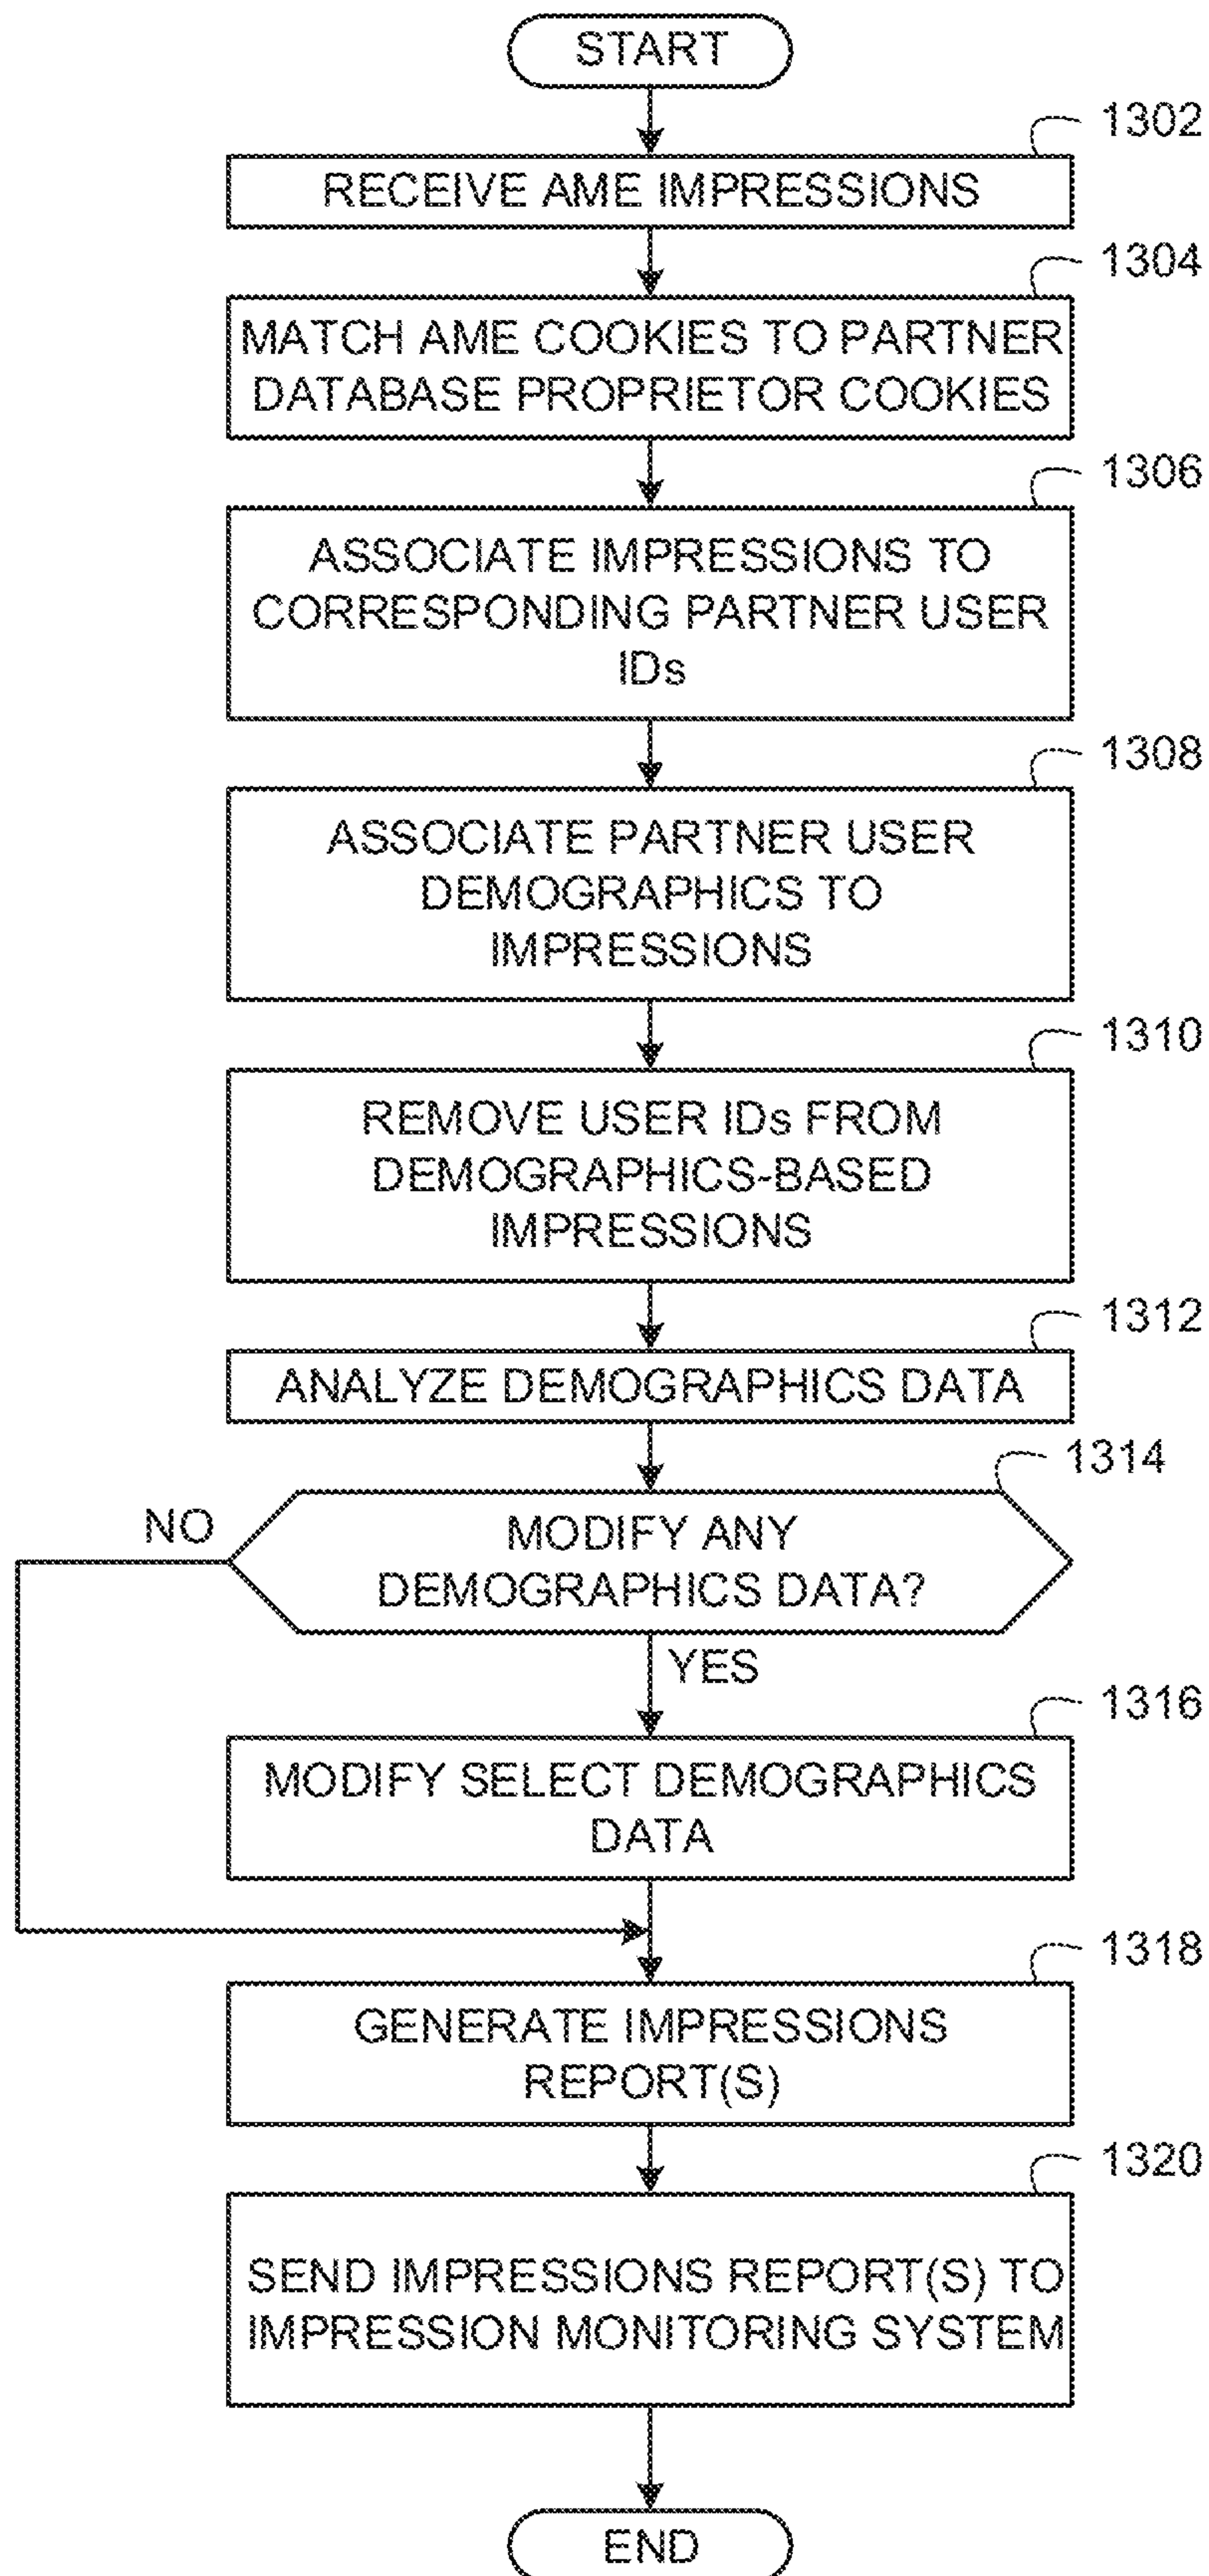 START
1302
RECEIVE AME IMPRESSIONS
1304
MATCH AME COOKIES TO PARTNER
DATABASE PROPRIETOR COOKIES
1306
ASSOCIATE IMPRESSIONS TO
CORRESPONDING PARTNER USER
IDs
1308
ASSOCIATE PARTNER USER
DEMOGRAPHICS TO
IMPRESSIONS
1310
REMOVE USER IDs FROM
DEMOGRAPHICS-BASED
IMPRESSIONS
1312
ANALYZE DEMOGRAPHICS DATA
1314
NO
MODIFY ANY
DEMOGRAPHICS DATA?
YES
1316
MODIFY SELECT DEMOGRAPHICS
DATA
1318
GENERATE IMPRESSIONS
REPORT(S)
1320
SEND IMPRESSIONS REPORT(S) TO
IMPRESSION MONITORING SYSTEM
END